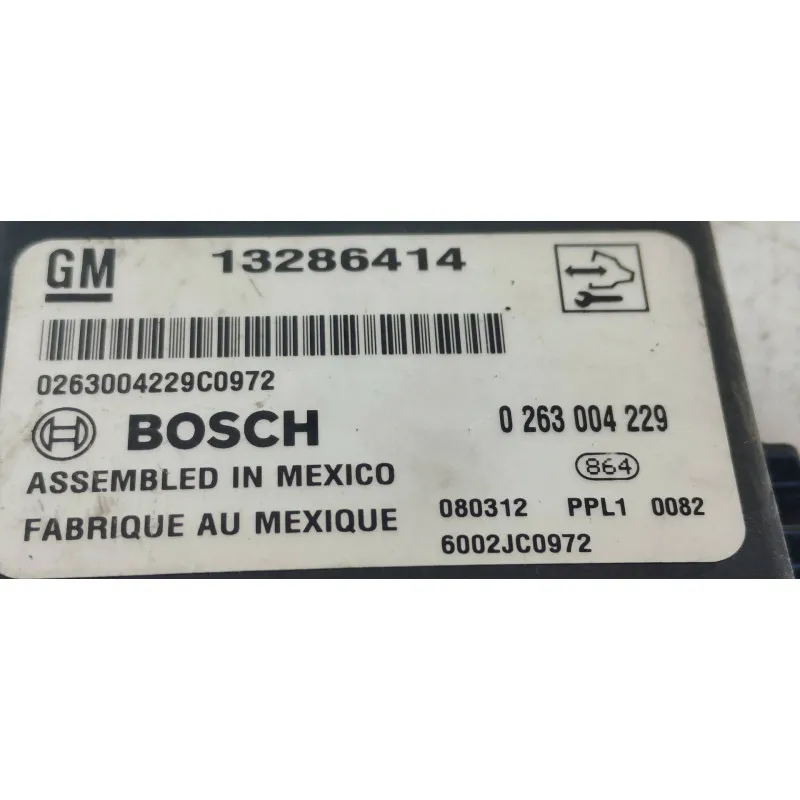 GM 13286414
0263004229C0972
BOSCH 0 263 004 229
864
ASSEMBLED IN MEXICO
080312 PPL1 0082
FABRIQUE AU MEXIQUE
6002JC0972